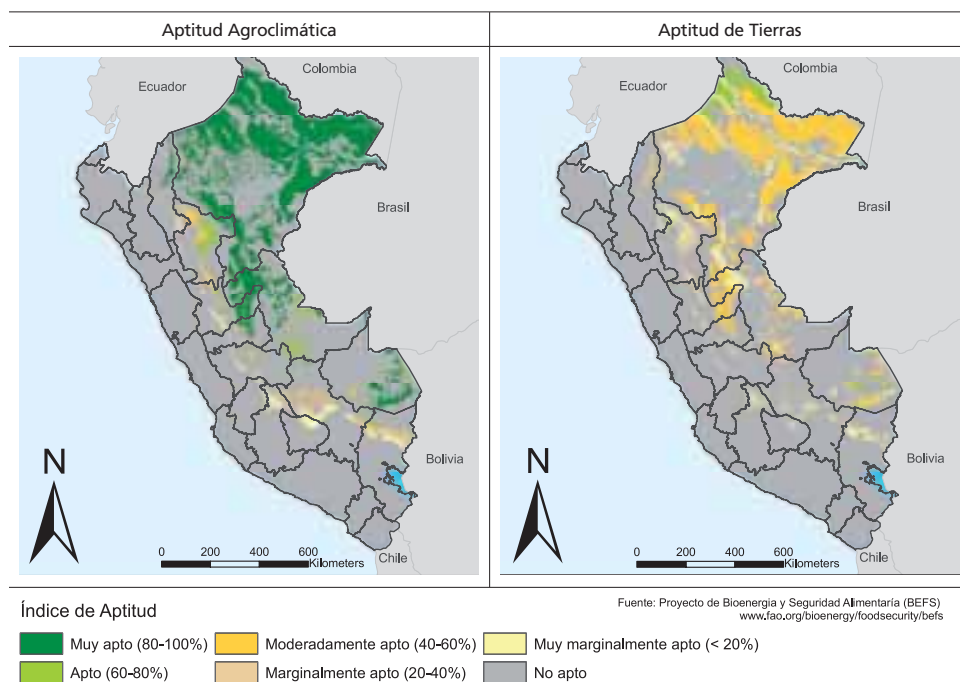 Aptitud Agroclimática
Aptitud de Tierras
Colombia
Ecuador
Brasil
Bolivia
Chile
N
0 200 400 600
Kilometers
Colombia
Ecuador
Brasil
Bolivia
Chile
N
0 200 400 600
Kilometers
Índice de Aptitud
Fuente: Proyecto de Bioenergia y Seguridad Alimentaría (BEFS)
www.fao.org/bioenergy/foodsecurity/befs
Muy apto (80-100%)
Moderadamente apto (40-60%)
Muy marginalmente apto (< 20%)
Apto (60-80%)
Marginalmente apto (20-40%)
No apto